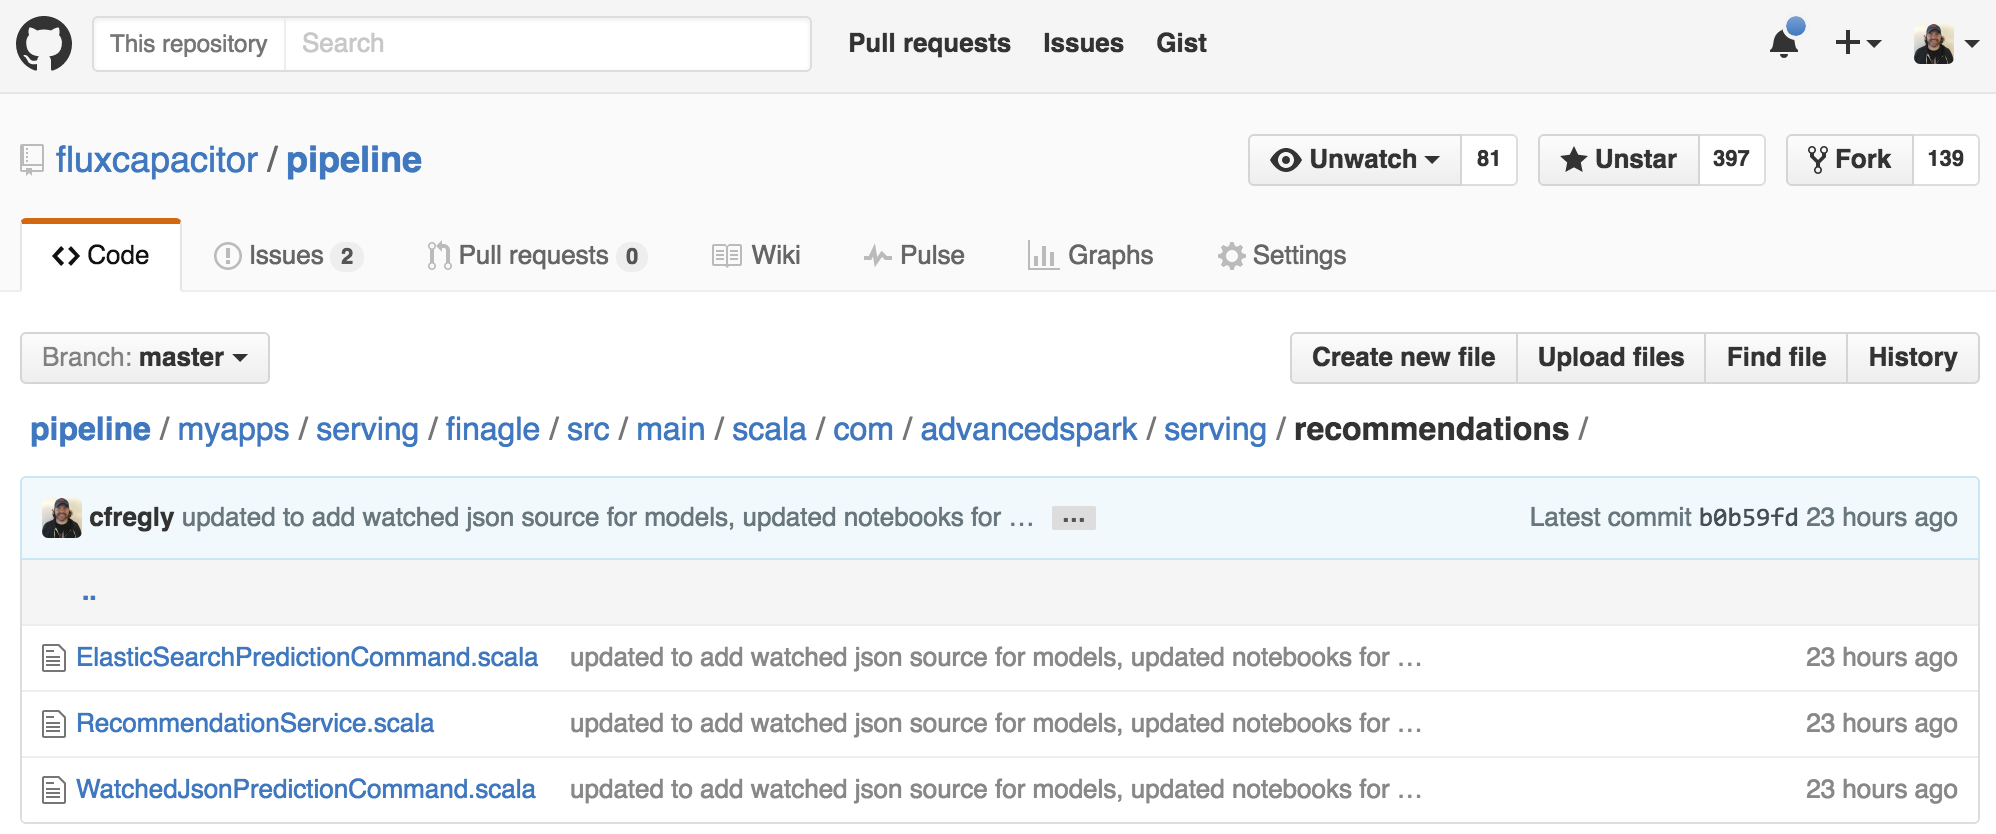 This repository Search Pull requests Issues Gist
fluxcapacitor / pipeline Unwatch 81 Unstar 397 Fork 139
Code Issues 2 Pull requests 0 Wiki Pulse Graphs Settings
Branch: master Create new file Upload files Find file History
pipeline / myapps / serving / finagle / src / main / scala / com / advancedspark / serving / recommendations /
cfregly updated to add watched json source for models, updated notebooks for … … Latest commit b0b59fd 23 hours ago
..
ElasticSearchPredictionCommand.scala updated to add watched json source for models, updated notebooks for … 23 hours ago
RecommendationService.scala updated to add watched json source for models, updated notebooks for … 23 hours ago
WatchedJsonPredictionCommand.scala updated to add watched json source for models, updated notebooks for … 23 hours ago